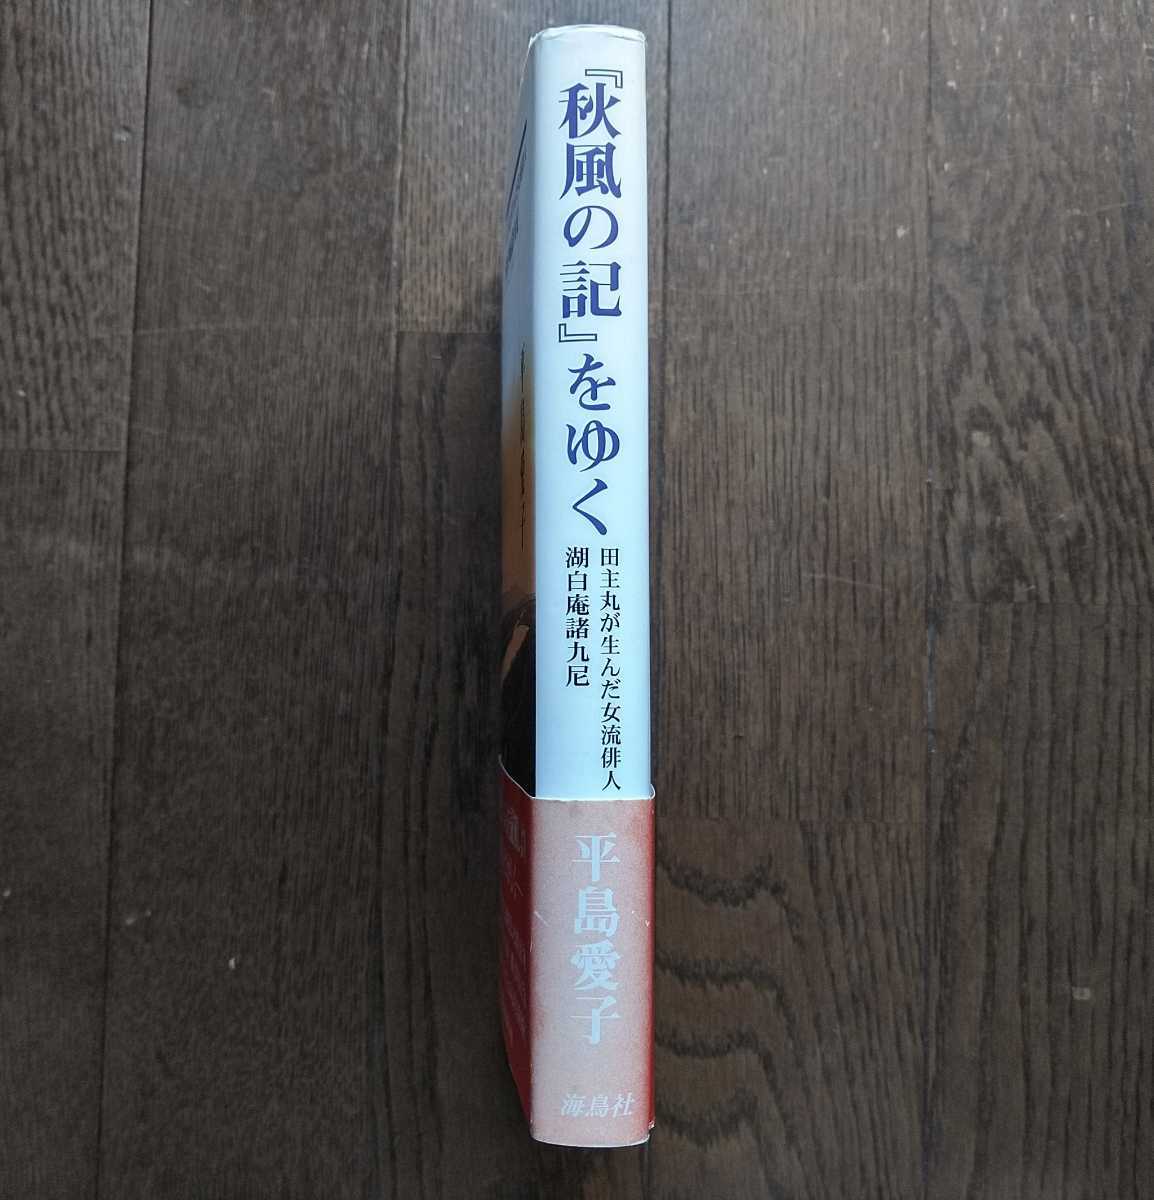 『秋風の記』をゆく
田主丸が生んだ女流俳人
湖白庵諸九尼
平島愛子
海鳥社